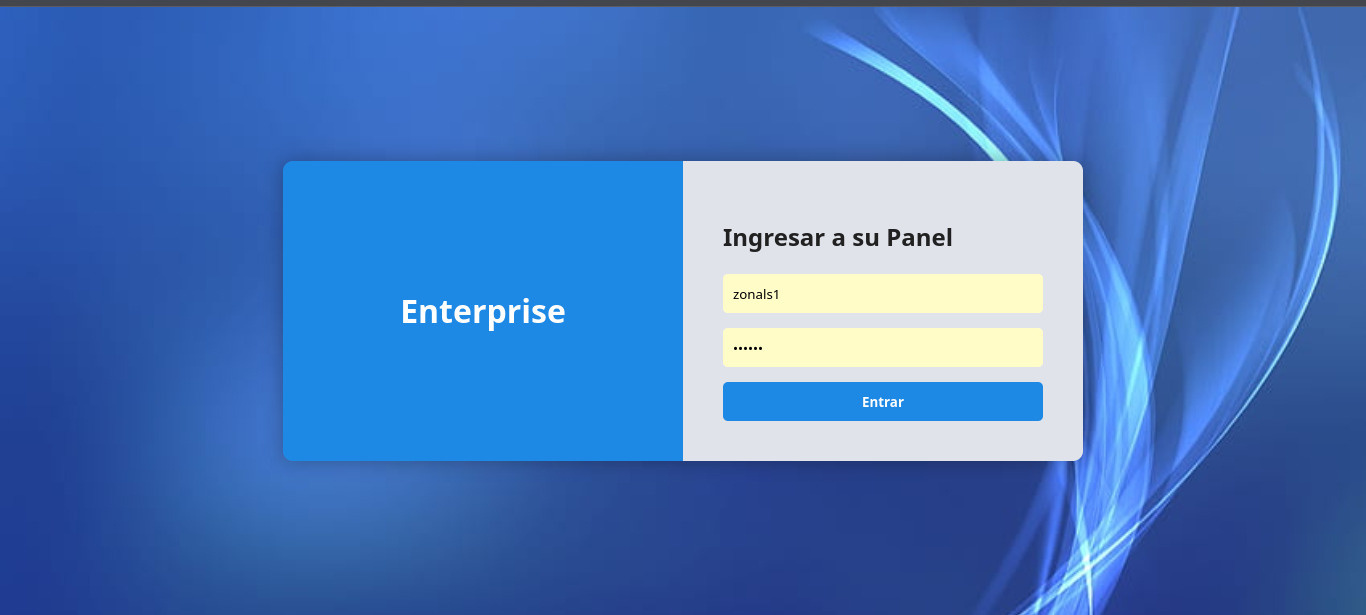 Enterprise
Ingresar a su Panel
zonals1
••••••
Entrar